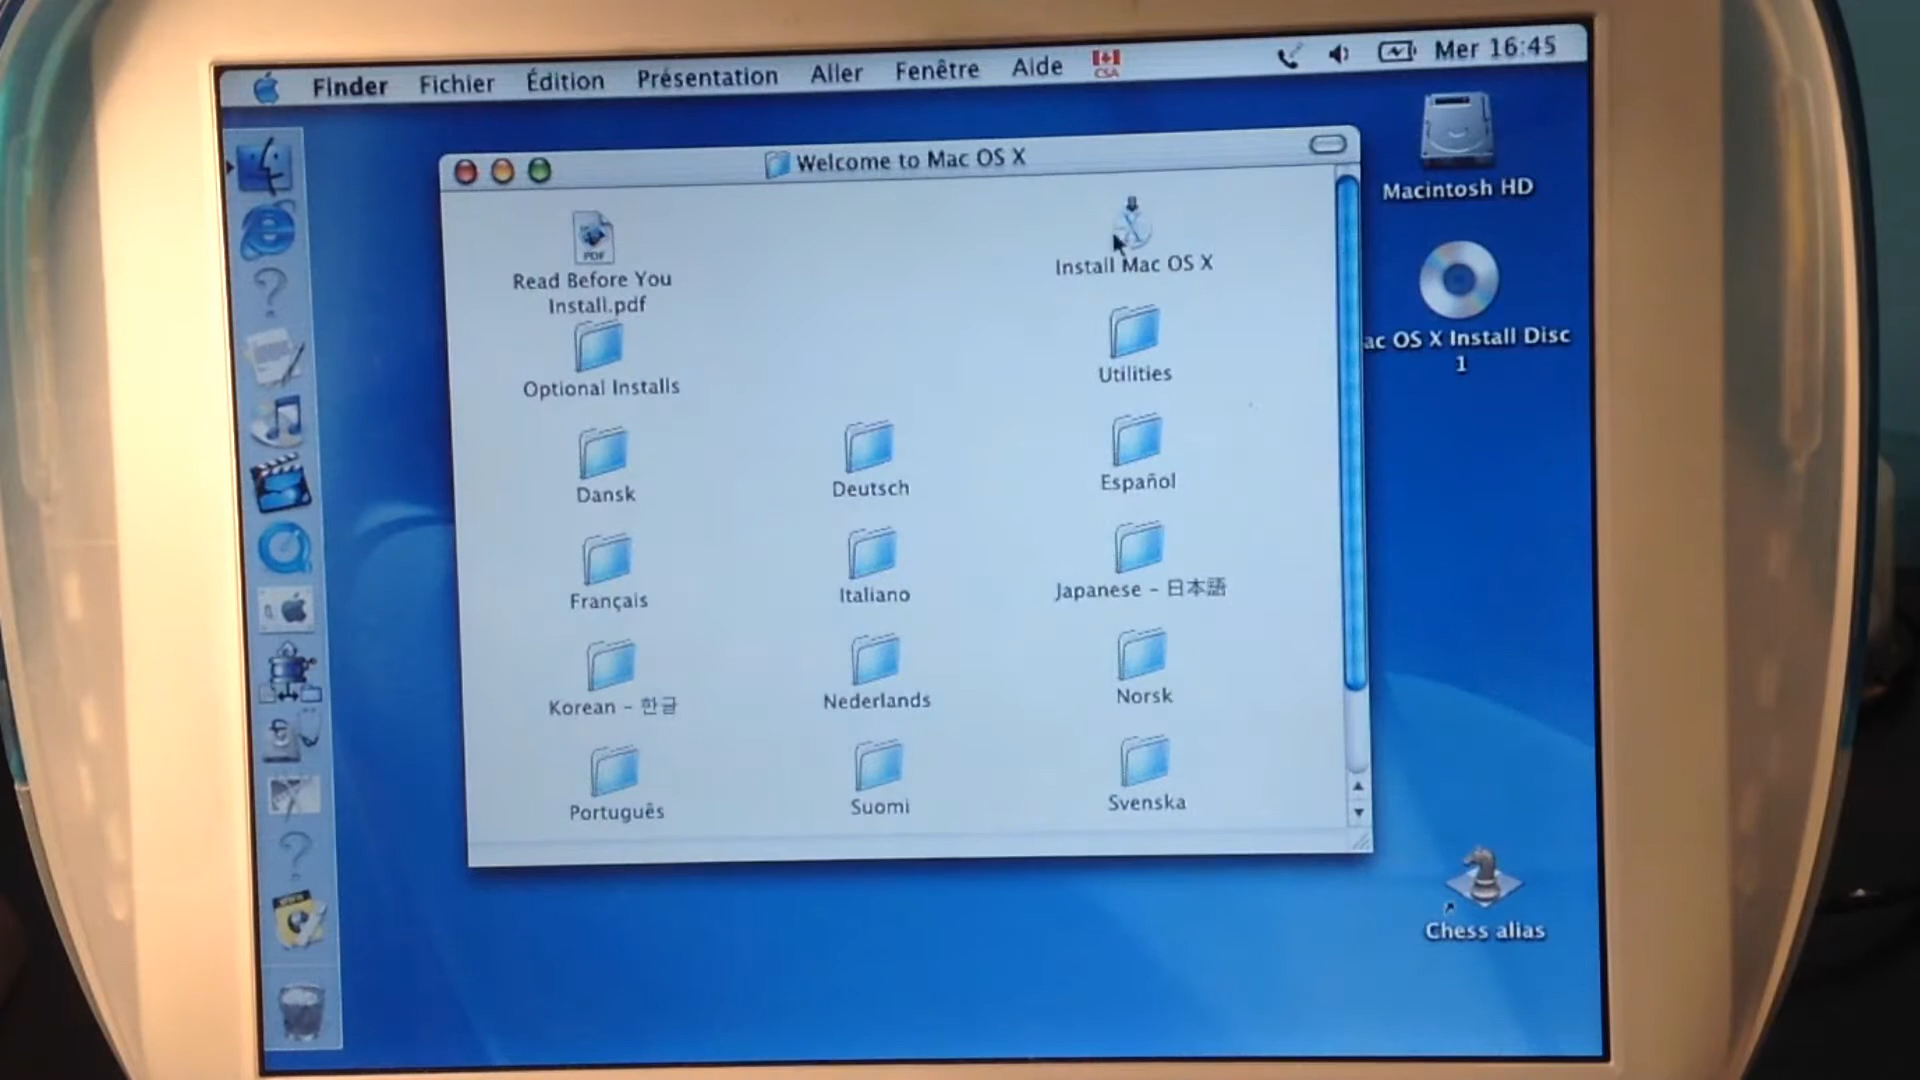 Finder Fichier Édition Présentation Aller Fenêtre Aide CSA Mer 16:45
Welcome to Mac OS X
Macintosh HD
PDF
Read Before You
Install.pdf
Install Mac OS X
ac OS X Install Disc
1
Optional Installs
Utilities
Dansk
Deutsch
Español
Français
Italiano
Japanese - 日本語
Korean - 한글
Nederlands
Norsk
Português
Suomi
Svenska
Chess alias